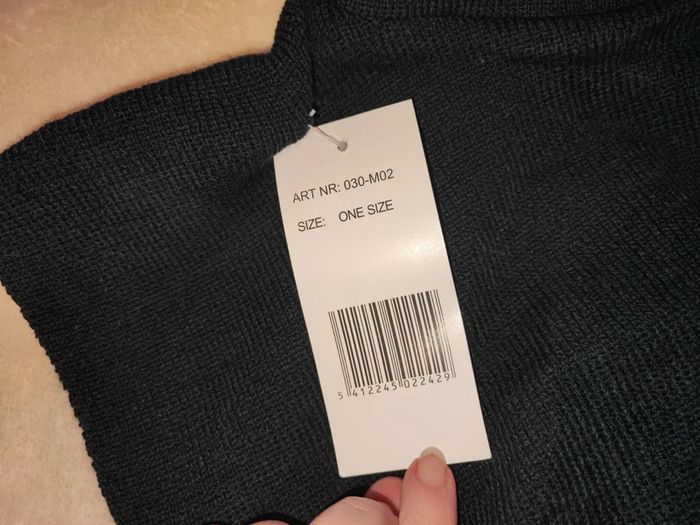 ART NR: 030-M02
SIZE: ONE SIZE
5 412245 022429